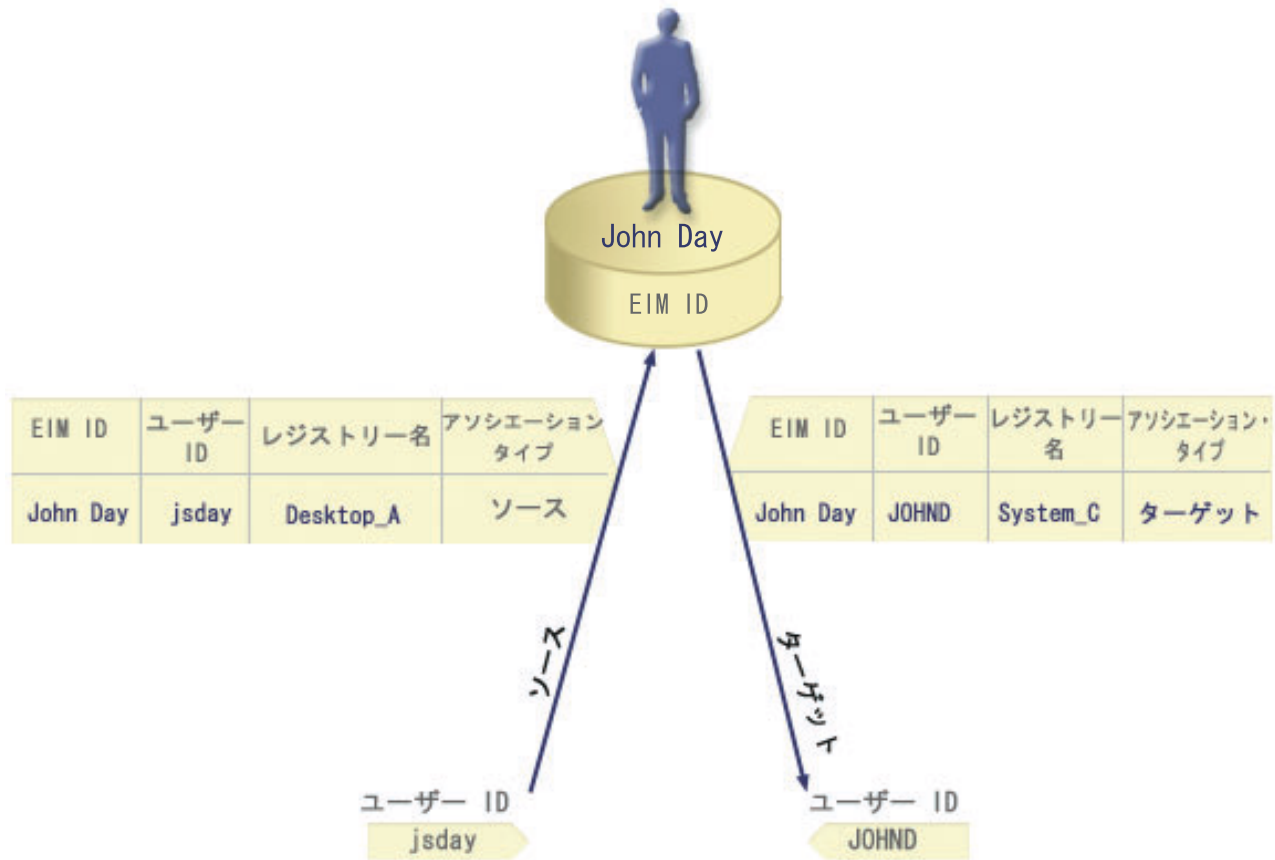 John Day
EIM ID
EIM ID
ユーザー
ID
レジストリー名
アソシエーション
タイプ
John Day
jsday
Desktop_A
ソース
EIM ID
ユーザー
ID
レジストリー
名
アソシエーション・
タイプ
John Day
JOHND
System_C
ターゲット
ソース
ターゲット
ユーザー ID
jsday
ユーザー ID
JOHND